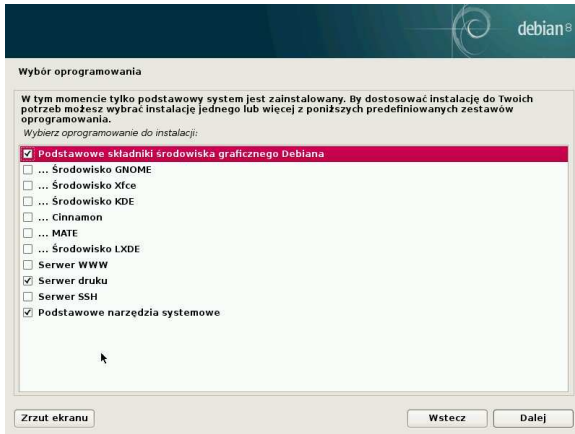 debian 8
Wybór oprogramowania
W tym momencie tylko podstawowy system jest zainstalowany. By dostosować instalację do Twoich
potrzeb możesz wybrać instalację jednego lub więcej z poniższych predefiniowanych zestawów
oprogramowania.
Wybierz oprogramowanie do instalacji:
Podstawowe składniki środowiska graficznego Debiana
... Środowisko GNOME
... Środowisko Xfce
... Środowisko KDE
... Cinnamon
... MATE
... Środowisko LXDE
Serwer WWW
Serwer druku
Serwer SSH
Podstawowe narzędzia systemowe
Zrzut ekranu
Wstecz
Dalej